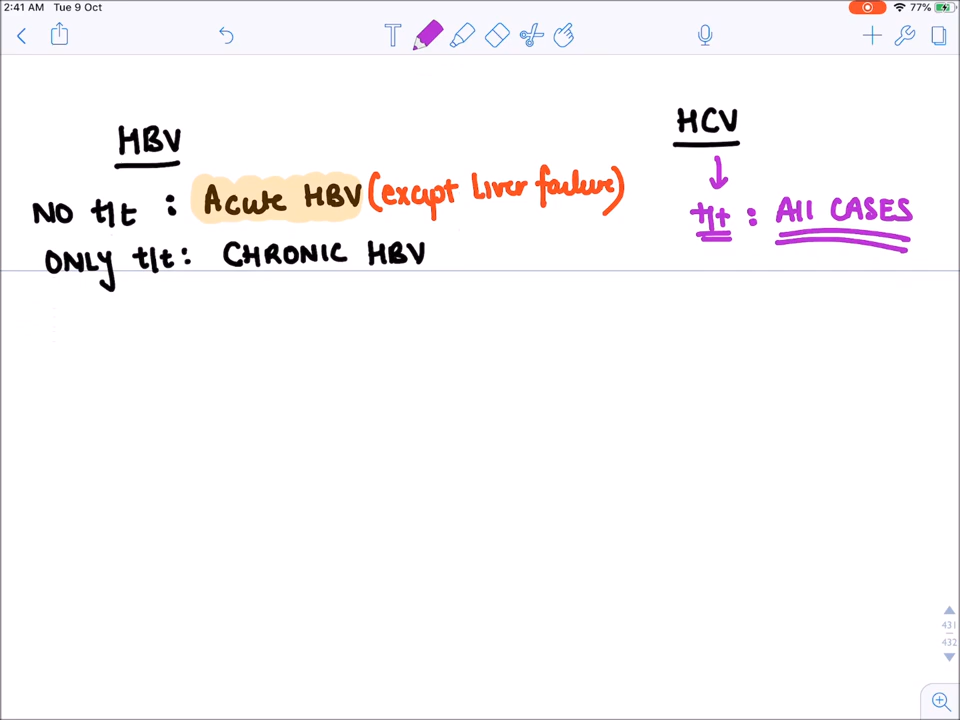 2:41 AM Tue 9 Oct
77%
T
HBV
NO t/t : Acute HBV (except Liver failure)
ONLY t/t : CHRONIC HBV
HCV
t/t : All CASES
431
432